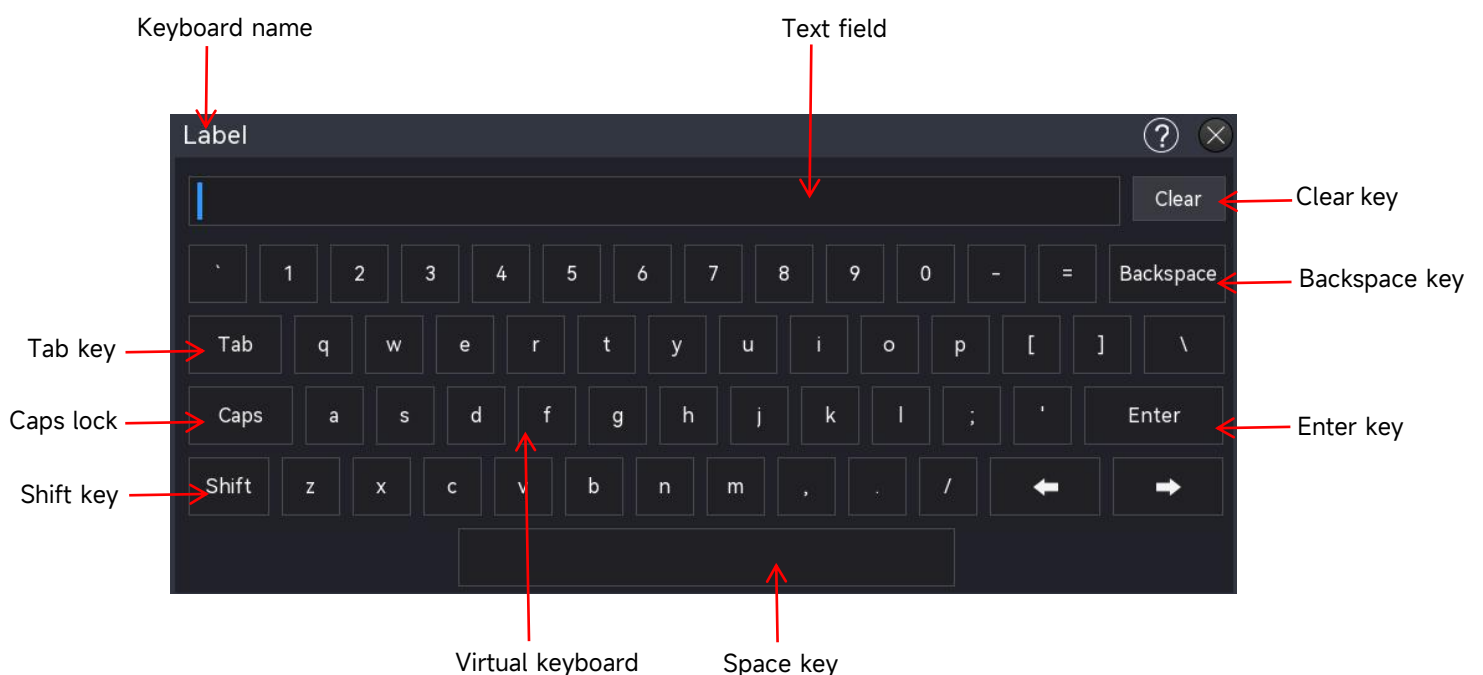 Keyboard name
Text field
Label ?
Clear
Clear key
` 1 2 3 4 5 6 7 8 9 0 - = Backspace
Backspace key
Tab key
Tab q w e r t y u i o p [ ] \
Caps lock
Caps a s d f g h j k l ; ' Enter
Enter key
Shift key
Shift z x c v b n m , . /
Virtual keyboard
Space key